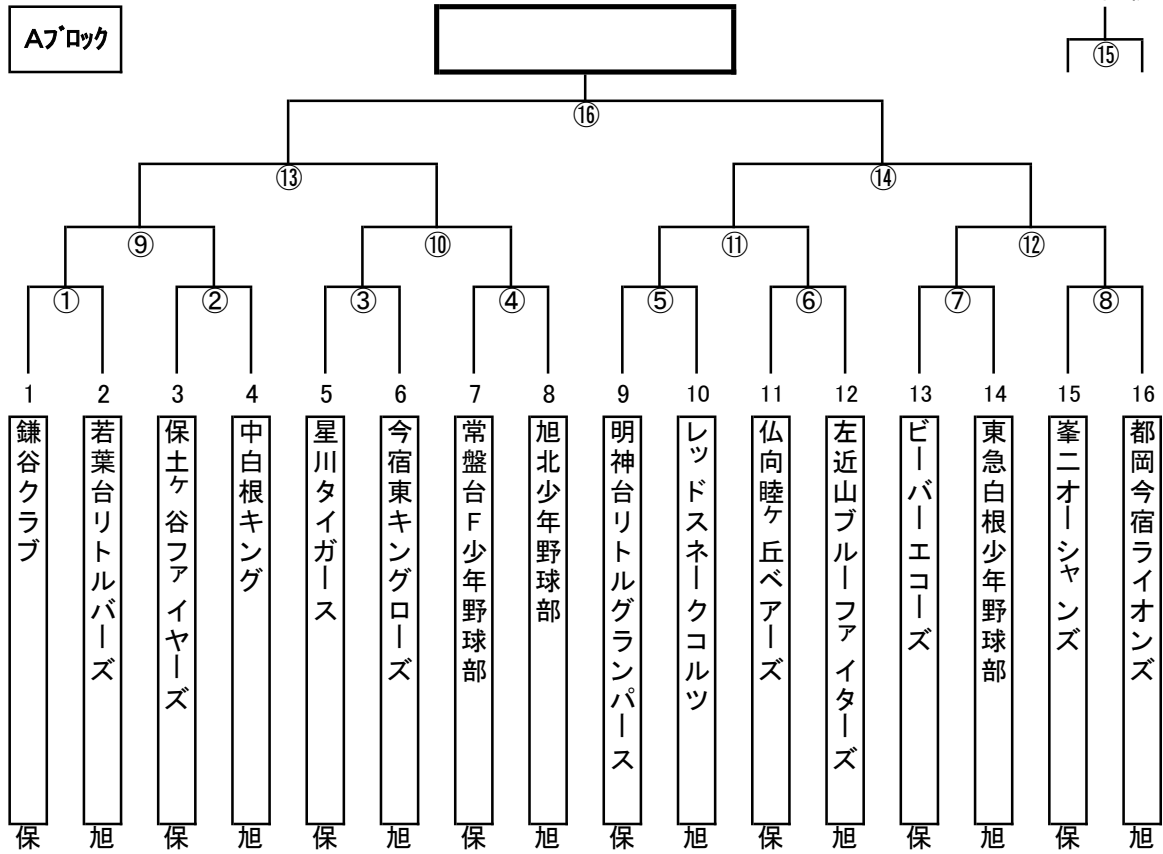 Aブロック
⑮
⑯
⑬ ⑭
⑨ ⑩ ⑪ ⑫
① ② ③ ④ ⑤ ⑥ ⑦ ⑧
1 2 3 4 5 6 7 8 9 10 11 12 13 14 15 16
鎌谷クラブ
若葉台リトルバーズ
保土ケ谷ファイヤーズ
中白根キング
星川タイガース
今宿東キングローズ
常盤台F少年野球部
旭北少年野球部
明神台リトルグランパース
レッドスネークコルツ
仏向睦ケ丘ベアーズ
左近山ブルーファイターズ
ビーバーエコーズ
東急白根少年野球部
峯二オーシャンズ
都岡今宿ライオンズ
保 旭 保 旭 保 旭 保 旭 保 旭 保 旭 保 旭 保 旭